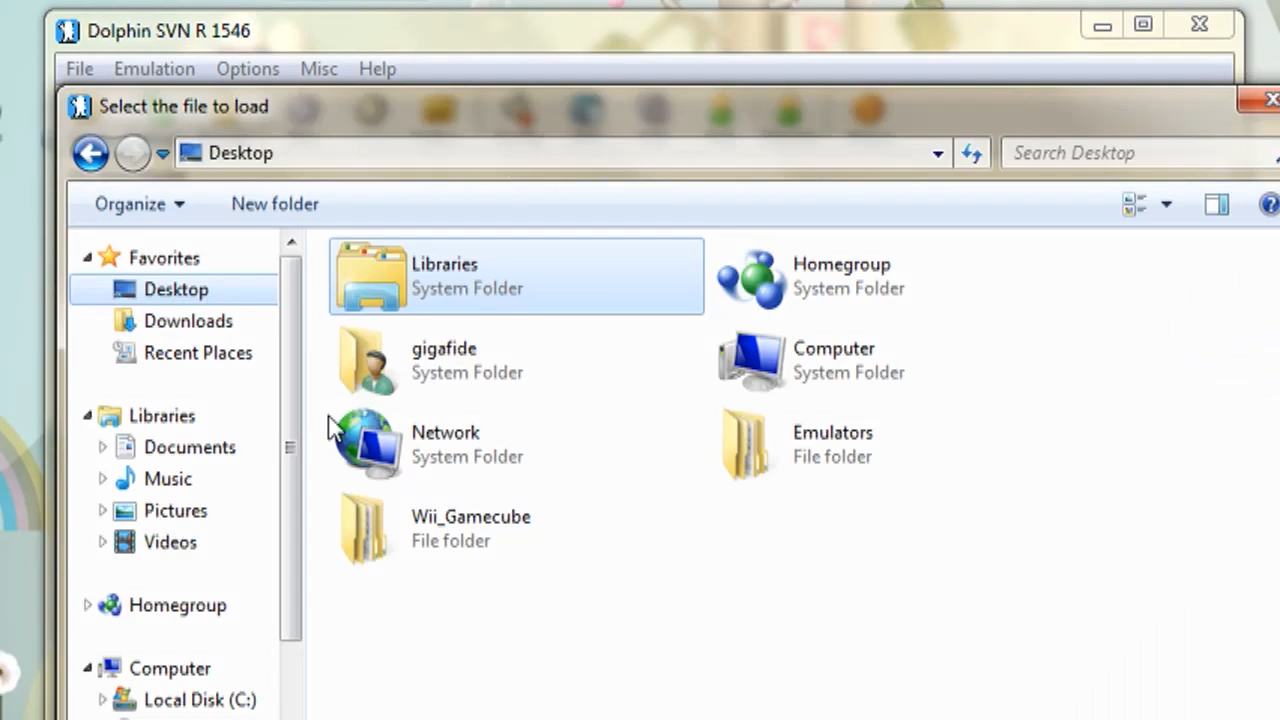 Dolphin SVN R 1546
File Emulation Options Misc Help
Select the file to load
Desktop Search Desktop
Organize New folder
Favorites
Desktop
Downloads
Recent Places
Libraries
Documents
Music
Pictures
Videos
Homegroup
Computer
Local Disk (C:)
Libraries
System Folder
Homegroup
System Folder
gigafide
System Folder
Computer
System Folder
Network
System Folder
Emulators
File folder
Wii_Gamecube
File folder